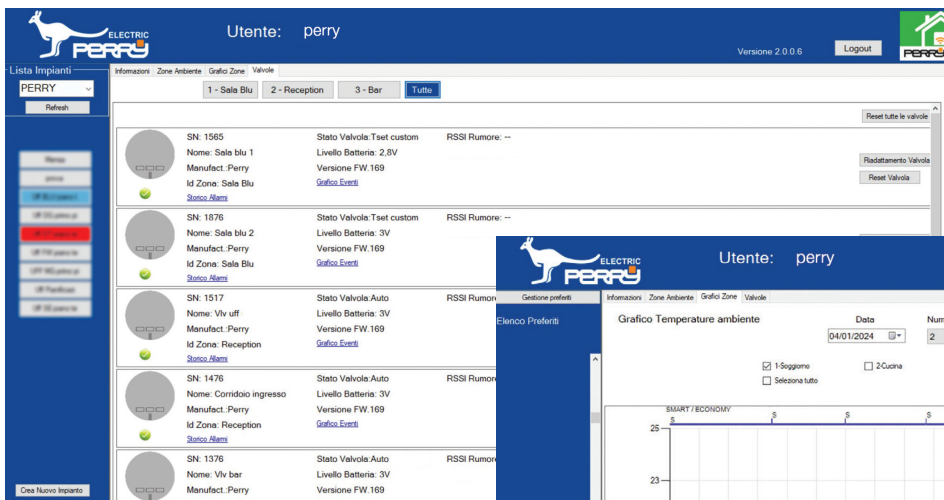 ELECTRIC
PERRY
Utente: perry
Versione 2.0.0.6
Logout
PERRY
Lista Impianti
PERRY
Refresh
Crea Nuovo Impianto
Informazioni Zone Ambiente Grafici Zone Valvole
1 - Sala Blu 2 - Reception 3 - Bar Tutte
Reset tutte le valvole
SN: 1565 Stato Valvola:Tset custom RSSI Rumore: --
Nome: Sala blu 1 Livello Batteria: 2,8V
Manufact.:Perry Versione FW.169
Riadattamento Valvola
Id Zona: Sala Blu Grafico Eventi
Reset Valvola
Storico Allarmi
SN: 1876 Stato Valvola:Tset custom RSSI Rumore: --
Nome: Sala blu 2 Livello Batteria: 3V
Manufact.:Perry Versione FW.169
Id Zona: Sala Blu Grafico Eventi
Storico Allarmi
SN: 1517 Stato Valvola:Auto RSSI Rumor
Nome: Vlv uff Livello Batteria: 3V
Manufact.:Perry Versione FW.169
Id Zona: Reception Grafico Eventi
Storico Allarmi
SN: 1476 Stato Valvola:Auto RSSI Rumor
Nome: Corridoio ingresso Livello Batteria: 3V
Manufact.:Perry Versione FW.169
Id Zona: Reception Grafico Eventi
Storico Allarmi
SN: 1376 Stato Valvola:Auto RSSI Rumor
Nome: Vlv bar Livello Batteria: 3V
Manufact.:Perry Versione FW.169
ELECTRIC
PERRY
Utente: perry
Gestione preferiti
Elenco Preferiti
Informazioni Zone Ambiente Grafici Zone Valvole
Grafico Temperature ambiente
Data Num
04/01/2024 2
1-Soggiorno 2-Cucina
Seleziona tutto
SMART / ECONOMY
S S S S
25
23